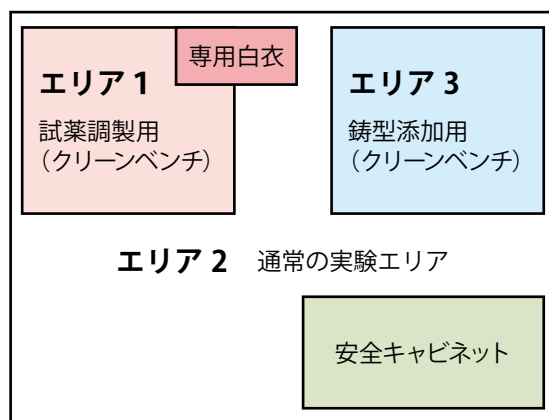 専用白衣
エリア 1
試薬調製用
（クリーンベンチ）
エリア 3
鋳型添加用
（クリーンベンチ）
エリア 2 通常の実験エリア
安全キャビネット